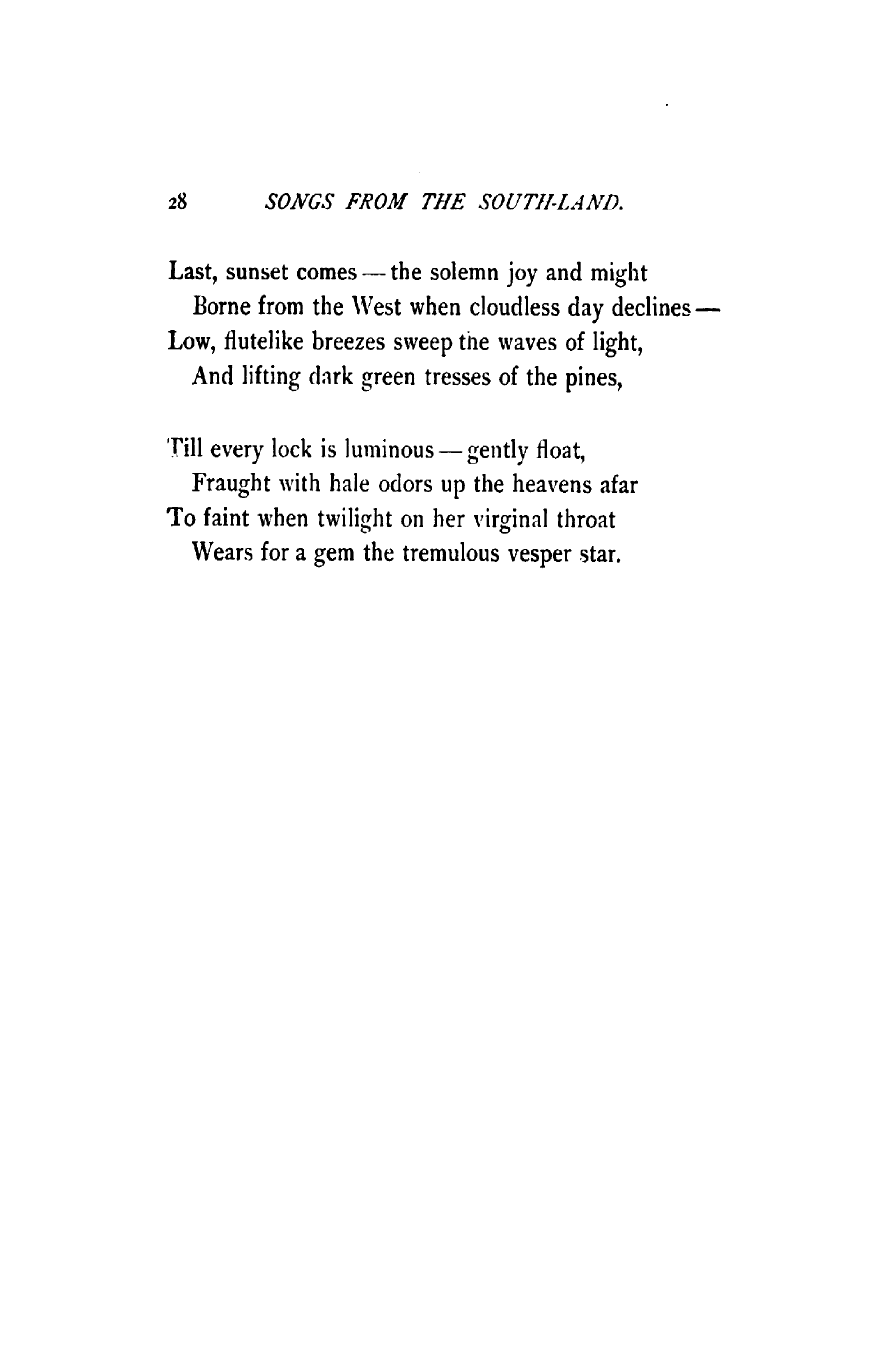 28 SONGS FROM THE SOUTH-LAND.
Last, sunset comes — the solemn joy and might
Borne from the West when cloudless day declines —
Low, flutelike breezes sweep the waves of light,
And lifting dark green tresses of the pines,
'Till every lock is luminous — gently float,
Fraught with hale odors up the heavens afar
To faint when twilight on her virginal throat
Wears for a gem the tremulous vesper star.